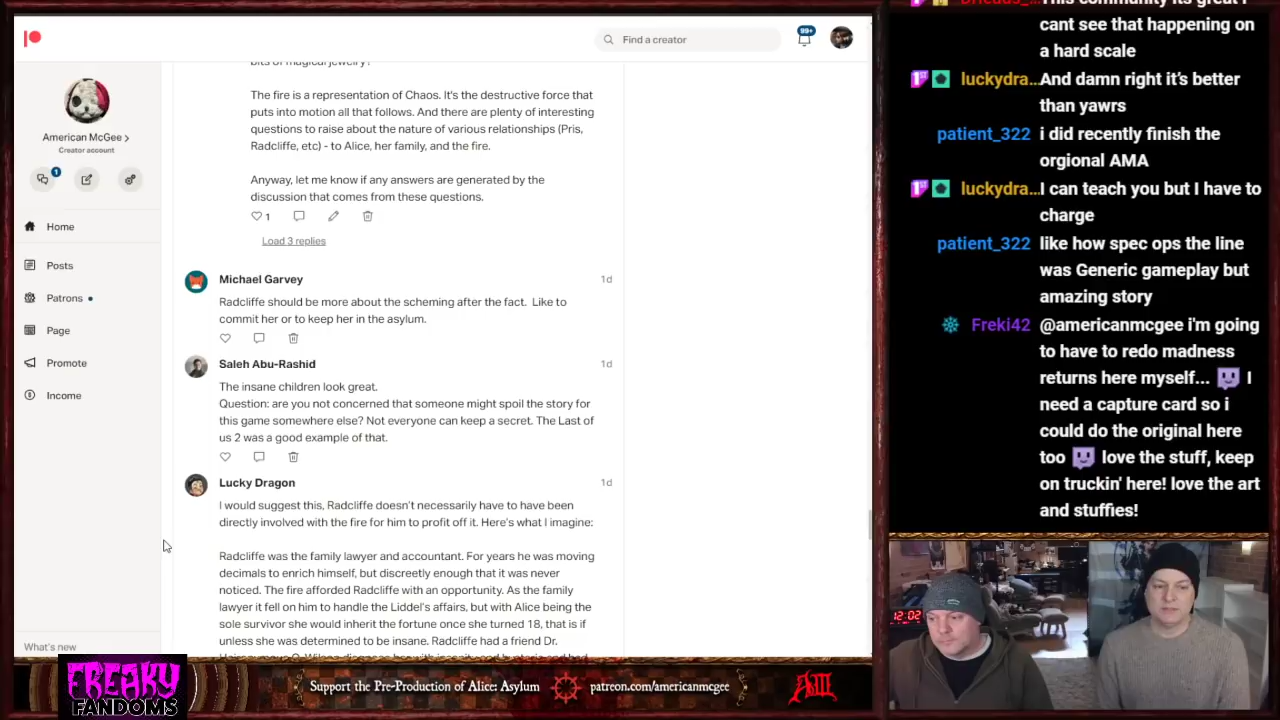 Find a creator
99+
American McGee
Creator account
1
Home
Posts
Patrons
Page
Promote
Income
What's new
bits of magical jewelry?
The fire is a representation of Chaos. It's the destructive force that
puts into motion all that follows. And there are plenty of interesting
questions to raise about the nature of various relationships (Pris,
Radcliffe, etc) - to Alice, her family, and the fire.
Anyway, let me know if any answers are generated by the
discussion that comes from these questions.
1
Load 3 replies
Michael Garvey 1d
Radcliffe should be more about the scheming after the fact. Like to
commit her or to keep her in the asylum.
Saleh Abu-Rashid 1d
The insane children look great.
Question: are you not concerned that someone might spoil the story for
this game somewhere else? Not everyone can keep a secret. The Last of
us 2 was a good example of that.
Lucky Dragon 1d
I would suggest this, Radcliffe doesn't necessarily have to have been
directly involved with the fire for him to profit off it. Here's what I imagine:
Radcliffe was the family lawyer and accountant. For years he was moving
decimals to enrich himself, but discreetly enough that it was never
noticed. The fire afforded Radcliffe with an opportunity. As the family
lawyer it fell on him to handle the Liddel's affairs, but with Alice being the
sole survivor she would inherit the fortune once she turned 18, that is if
unless she was determined to be insane. Radcliffe had a friend Dr.
This community its great I
cant see that happening on
a hard scale
1st luckydra... And damn right it's better
than yawrs
patient_322 i did recently finish the
orgional AMA
1st luckydra... I can teach you but I have to
charge
patient_322 like how spec ops the line
was Generic gameplay but
amazing story
Freki42 @americanmcgee i'm going
to have to redo madness
returns here myself... I
need a capture card so i
could do the original here
too love the stuff, keep
on truckin' here! love the art
and stuffies!
12:02
FREAKY
FANDOMS
Support the Pre-Production of Alice: Asylum
patreon.com/americanmcgee